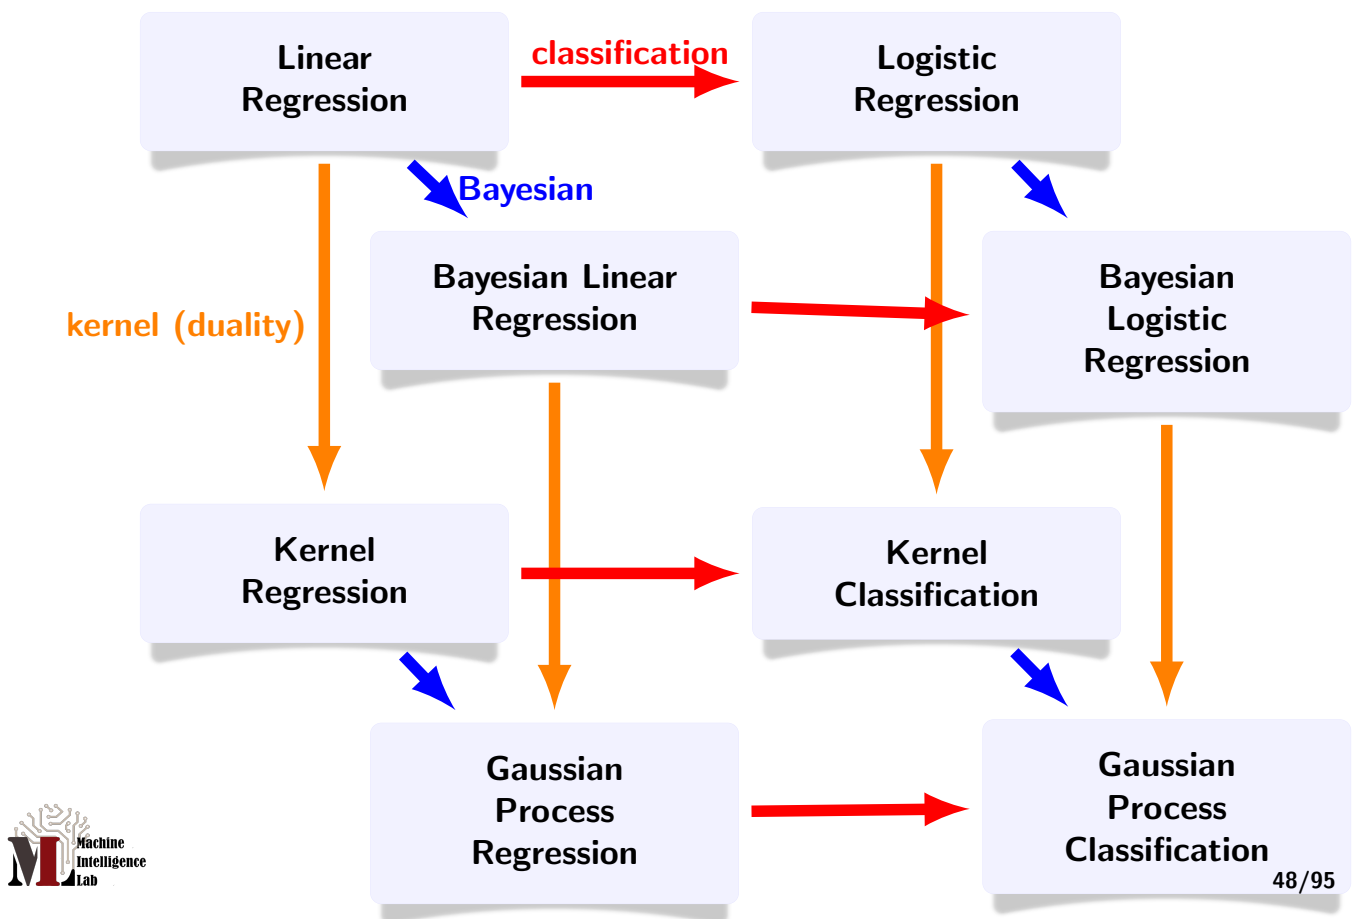 Linear
Regression
classification
Logistic
Regression
Bayesian
Bayesian Linear
Regression
Bayesian
Logistic
Regression
kernel (duality)
Kernel
Regression
Kernel
Classification
Gaussian
Process
Regression
Gaussian
Process
Classification
ML
Machine
Intelligence
Lab
48/95